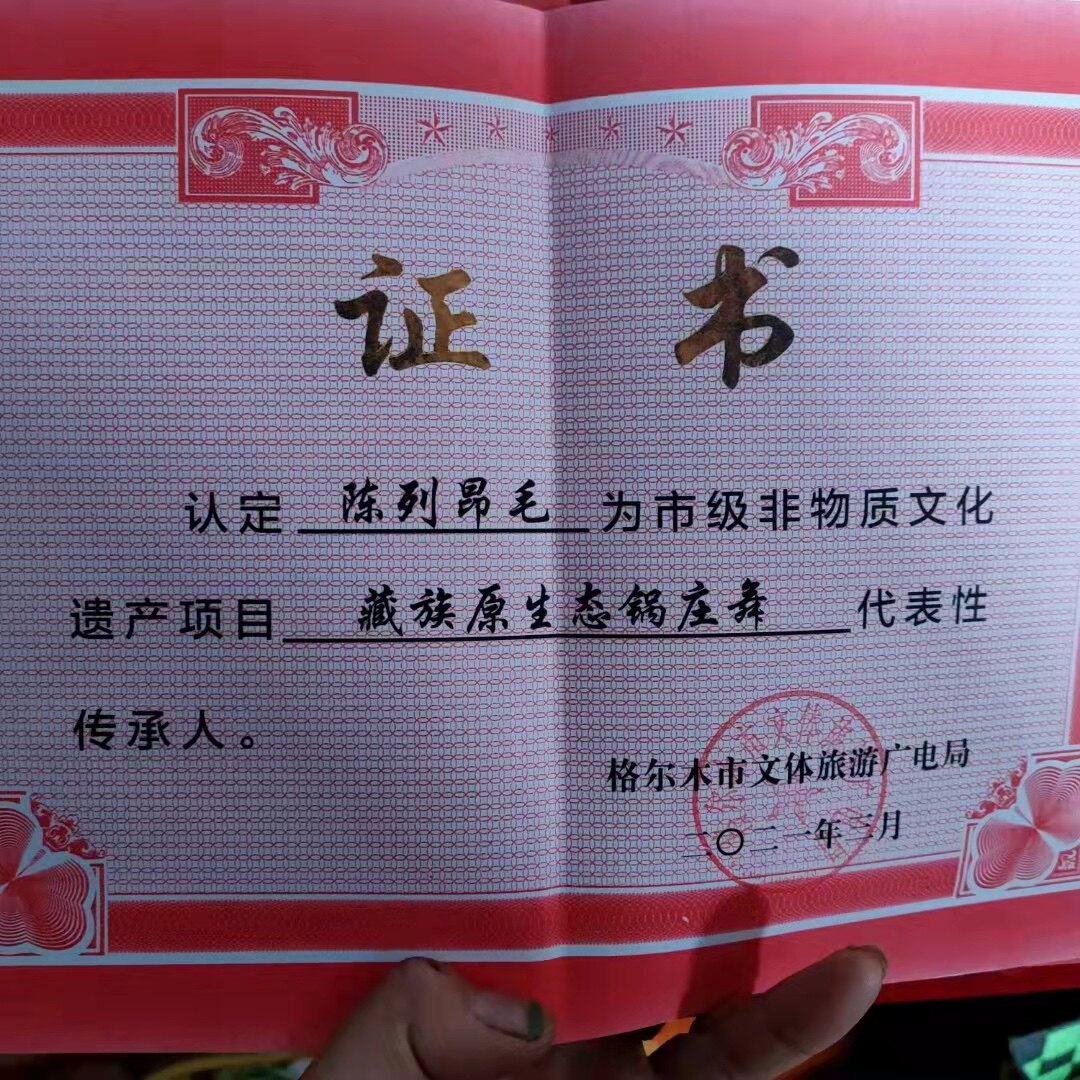 证书
认定 陈列昂毛 为市级非物质文化
遗产项目 藏族原生态锅庄舞 代表性
传承人。
格尔木市文体旅游广电局
二〇二一年三月